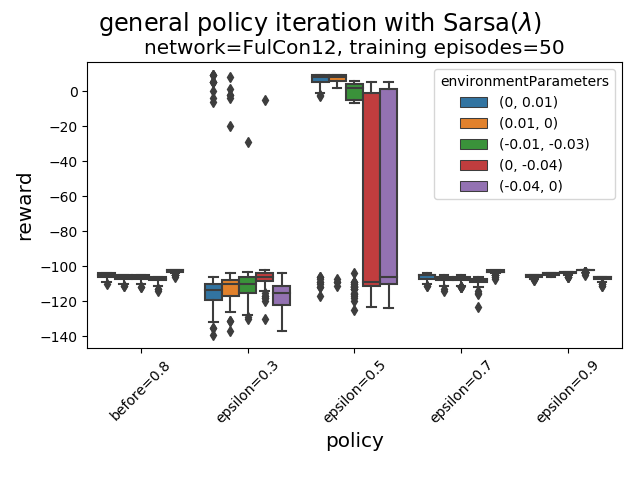 general policy iteration with Sarsa(λ)
network=FulCon12, training episodes=50
environmentParameters
(0, 0.01)
(0.01, 0)
(-0.01, -0.03)
(0, -0.04)
(-0.04, 0)
reward
0
−20
−40
−60
−80
−100
−120
−140
before=0.8
epsilon=0.3
epsilon=0.5
epsilon=0.7
epsilon=0.9
policy